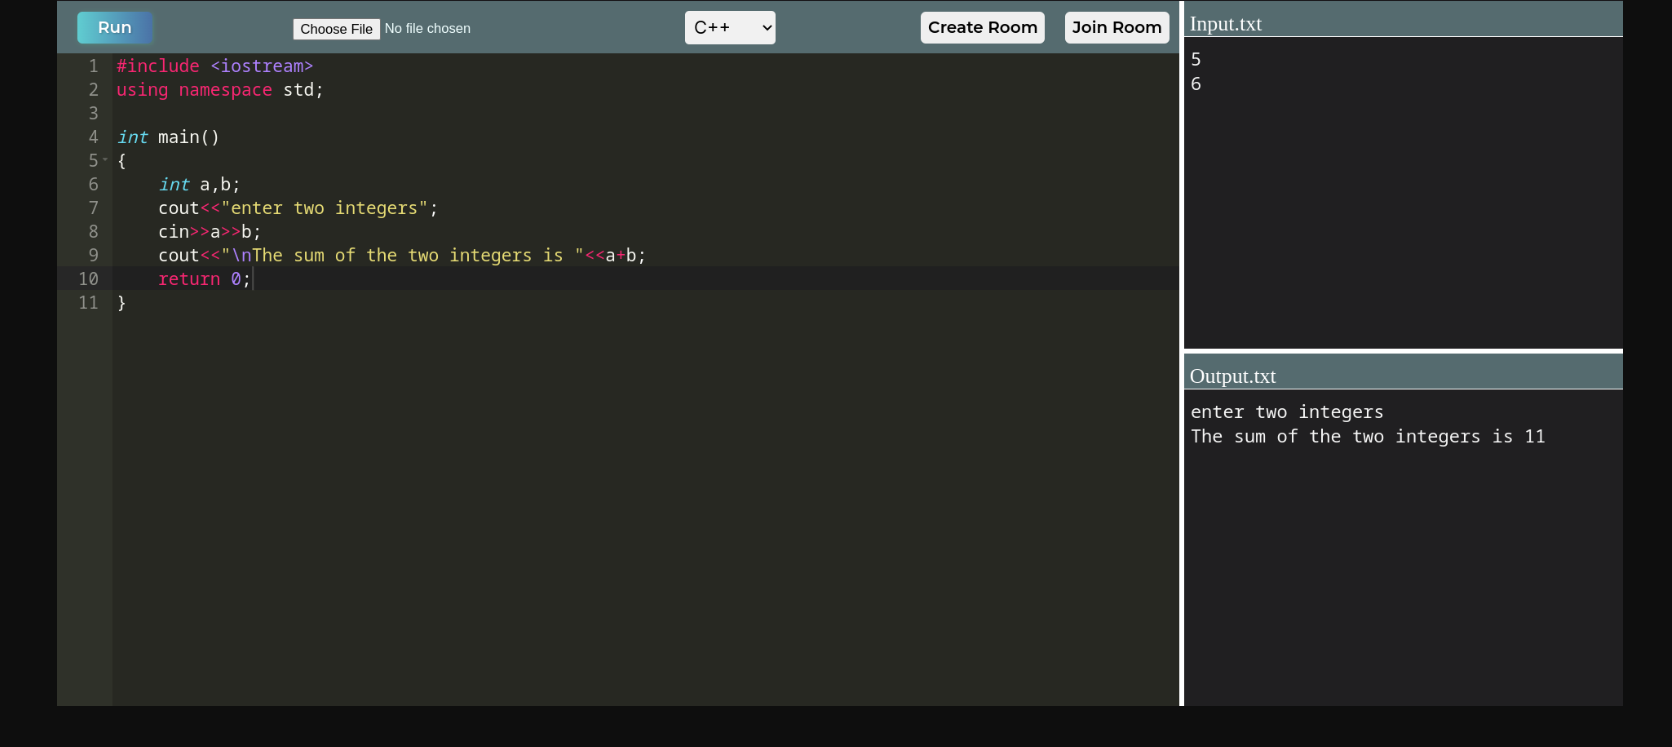 Run Choose File No file chosen C++ Create Room Join Room
1 #include <iostream>
2 using namespace std;
3
4 int main()
5 {
6     int a,b;
7     cout<<"enter two integers";
8     cin>>a>>b;
9     cout<<"\nThe sum of the two integers is "<<a+b;
10     return 0;
11 }
Input.txt
5
6
Output.txt
enter two integers
The sum of the two integers is 11